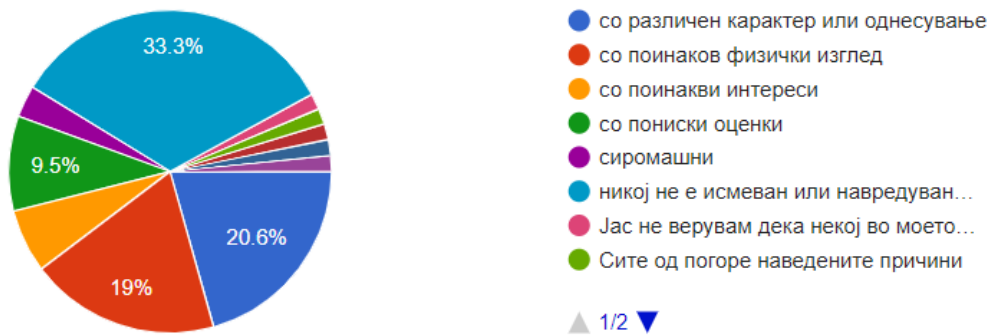 33.3%
9.5%
19%
20.6%
со различен карактер или однесување
со поинаков физички изглед
со поинакви интереси
со пониски оценки
сиромашни
никој не е исмеван или навредуван...
Јас не верувам дека некој во моето...
Сите од погоре наведените причини
1/2